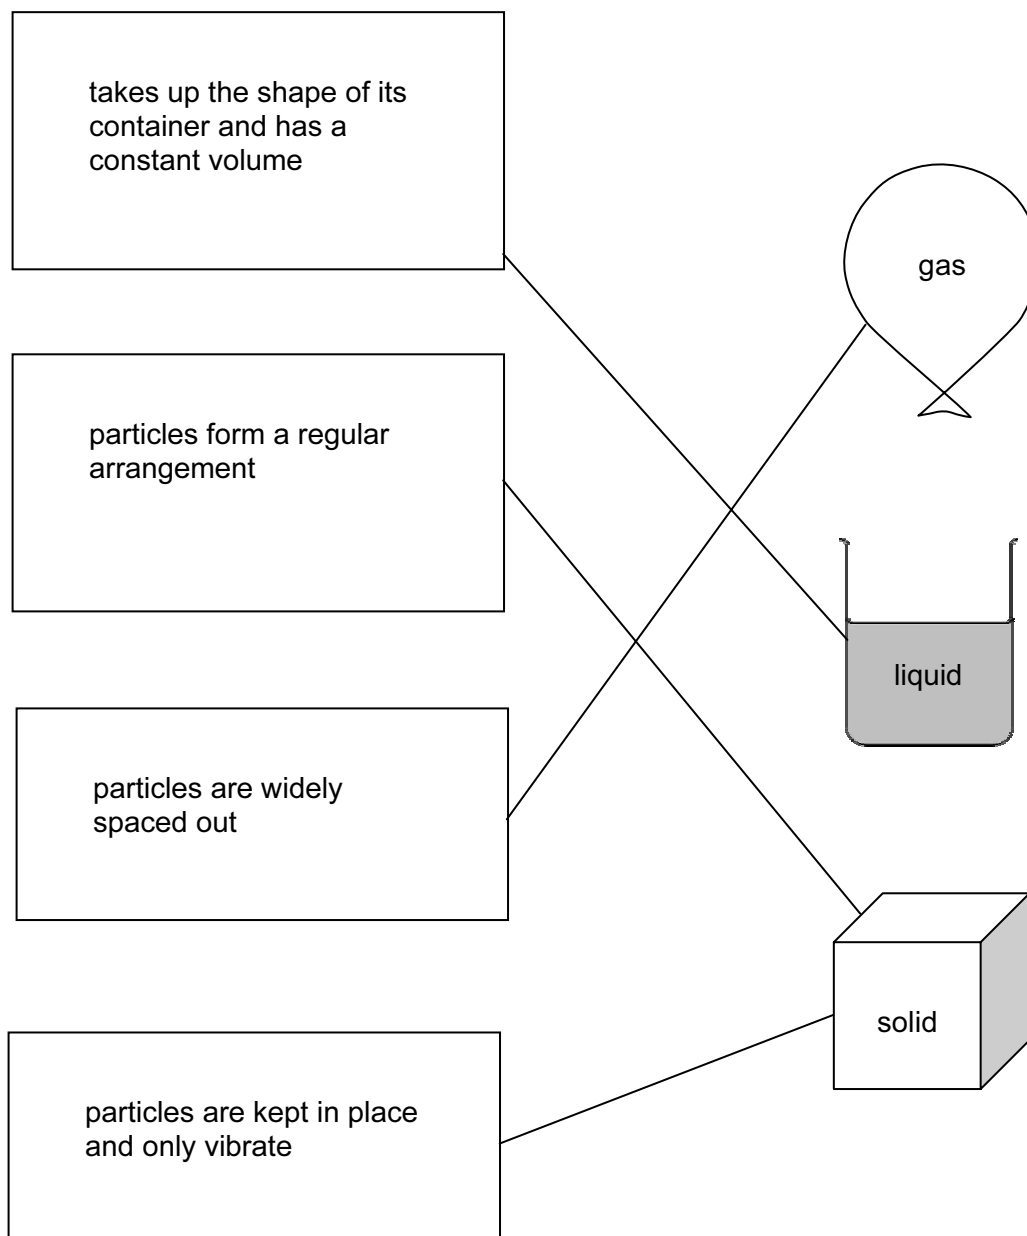 takes up the shape of its
container and has a
constant volume
gas
particles form a regular
arrangement
liquid
particles are widely
spaced out
solid
particles are kept in place
and only vibrate